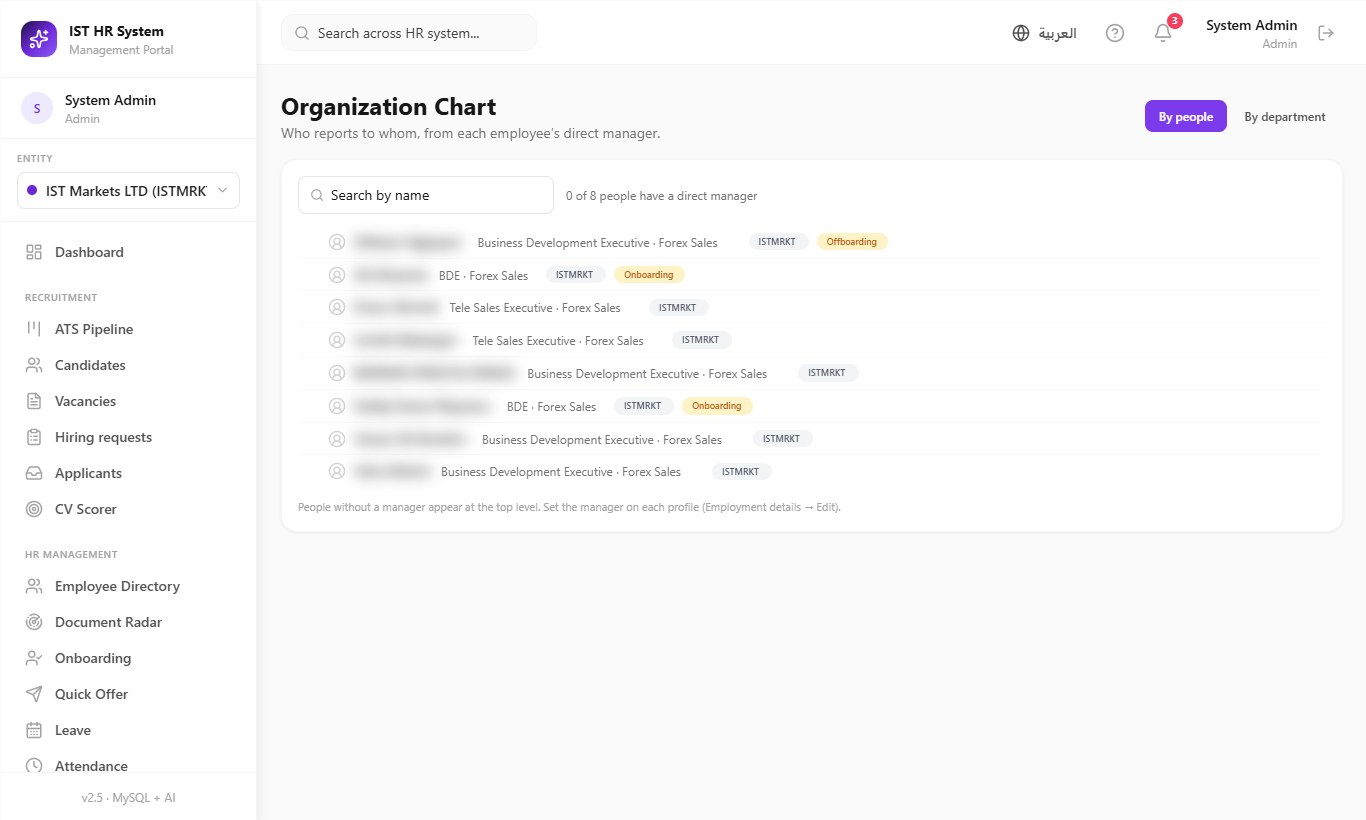 IST HR System
Management Portal
S
System Admin
Admin
ENTITY
IST Markets LTD (ISTMRK
Dashboard
RECRUITMENT
ATS Pipeline
Candidates
Vacancies
Hiring requests
Applicants
CV Scorer
HR MANAGEMENT
Employee Directory
Document Radar
Onboarding
Quick Offer
Leave
Attendance
v2.5 · MySQL + AI
Search across HR system...
العربية
3
System Admin
Admin
Organization Chart
Who reports to whom, from each employee's direct manager.
By people
By department
Search by name
0 of 8 people have a direct manager
Business Development Executive · Forex Sales ISTMRKT Offboarding
BDE · Forex Sales ISTMRKT Onboarding
Tele Sales Executive · Forex Sales ISTMRKT
Tele Sales Executive · Forex Sales ISTMRKT
Business Development Executive · Forex Sales ISTMRKT
BDE · Forex Sales ISTMRKT Onboarding
Business Development Executive · Forex Sales ISTMRKT
Business Development Executive · Forex Sales ISTMRKT
People without a manager appear at the top level. Set the manager on each profile (Employment details → Edit).